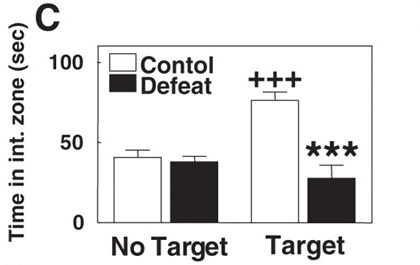 C
Time in int. zone (sec)
100
50
0
Contol
Defeat
+++
***
No Target
Target